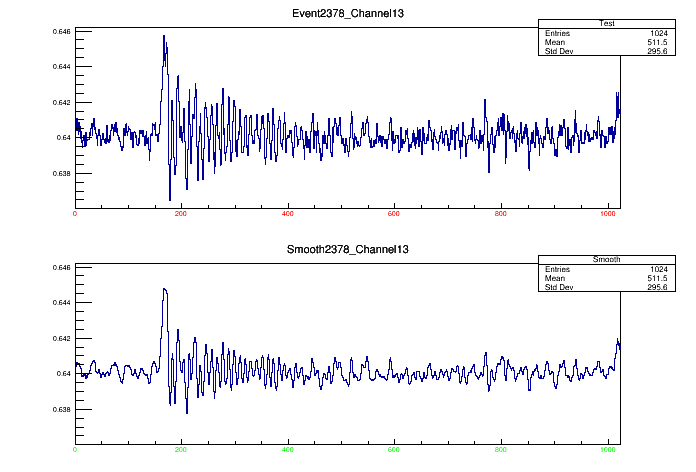 Event2378_Channel13
Test
Entries 1024
Mean 511.5
Std Dev 295.6
0.646
0.644
0.642
0.64
0.638
0 200 400 600 800 1000
Smooth2378_Channel13
Smooth
Entries 1024
Mean 511.5
Std Dev 295.6
0.646
0.644
0.642
0.64
0.638
0 200 400 600 800 1000